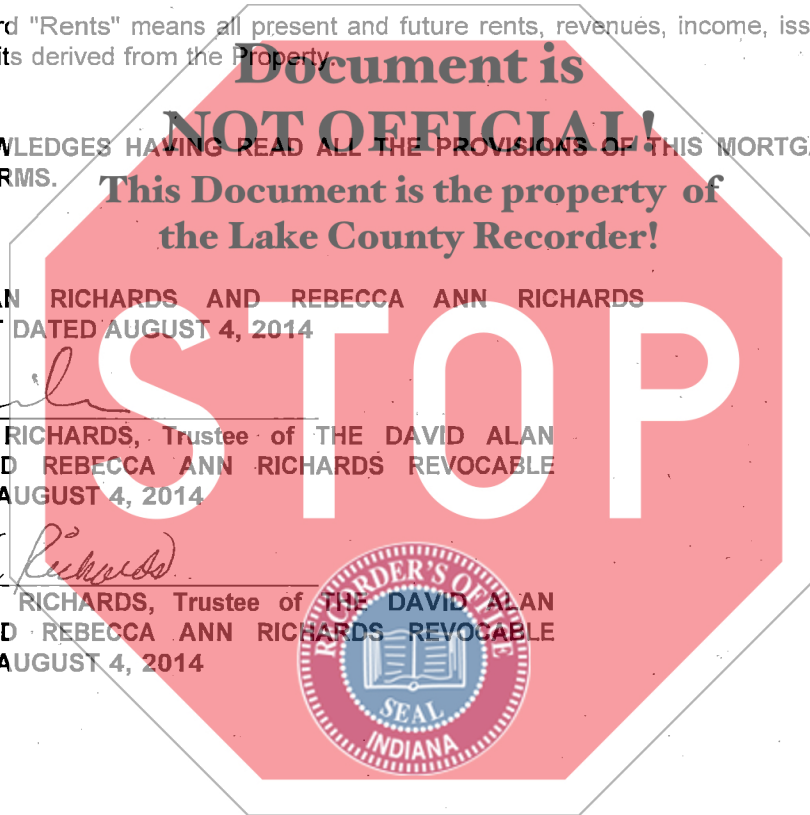 rd "Rents" means all present and future rents, revenues, income, iss
its derived from the Property.
Document is
NOT OFFICIAL!
WLEDGES HAVING READ ALL THE PROVISIONS OF THIS MORTG
RMS.
This Document is the property of
the Lake County Recorder!
N RICHARDS AND REBECCA ANN RICHARDS
DATED AUGUST 4, 2014
STOP
RICHARDS, Trustee of THE DAVID ALAN
D REBECCA ANN RICHARDS REVOCABLE
AUGUST 4, 2014
Richards
RICHARDS, Trustee of THE DAVID ALAN
D REBECCA ANN RICHARDS REVOCABLE
AUGUST 4, 2014
RECORDER'S OFFICE
SEAL
INDIANA